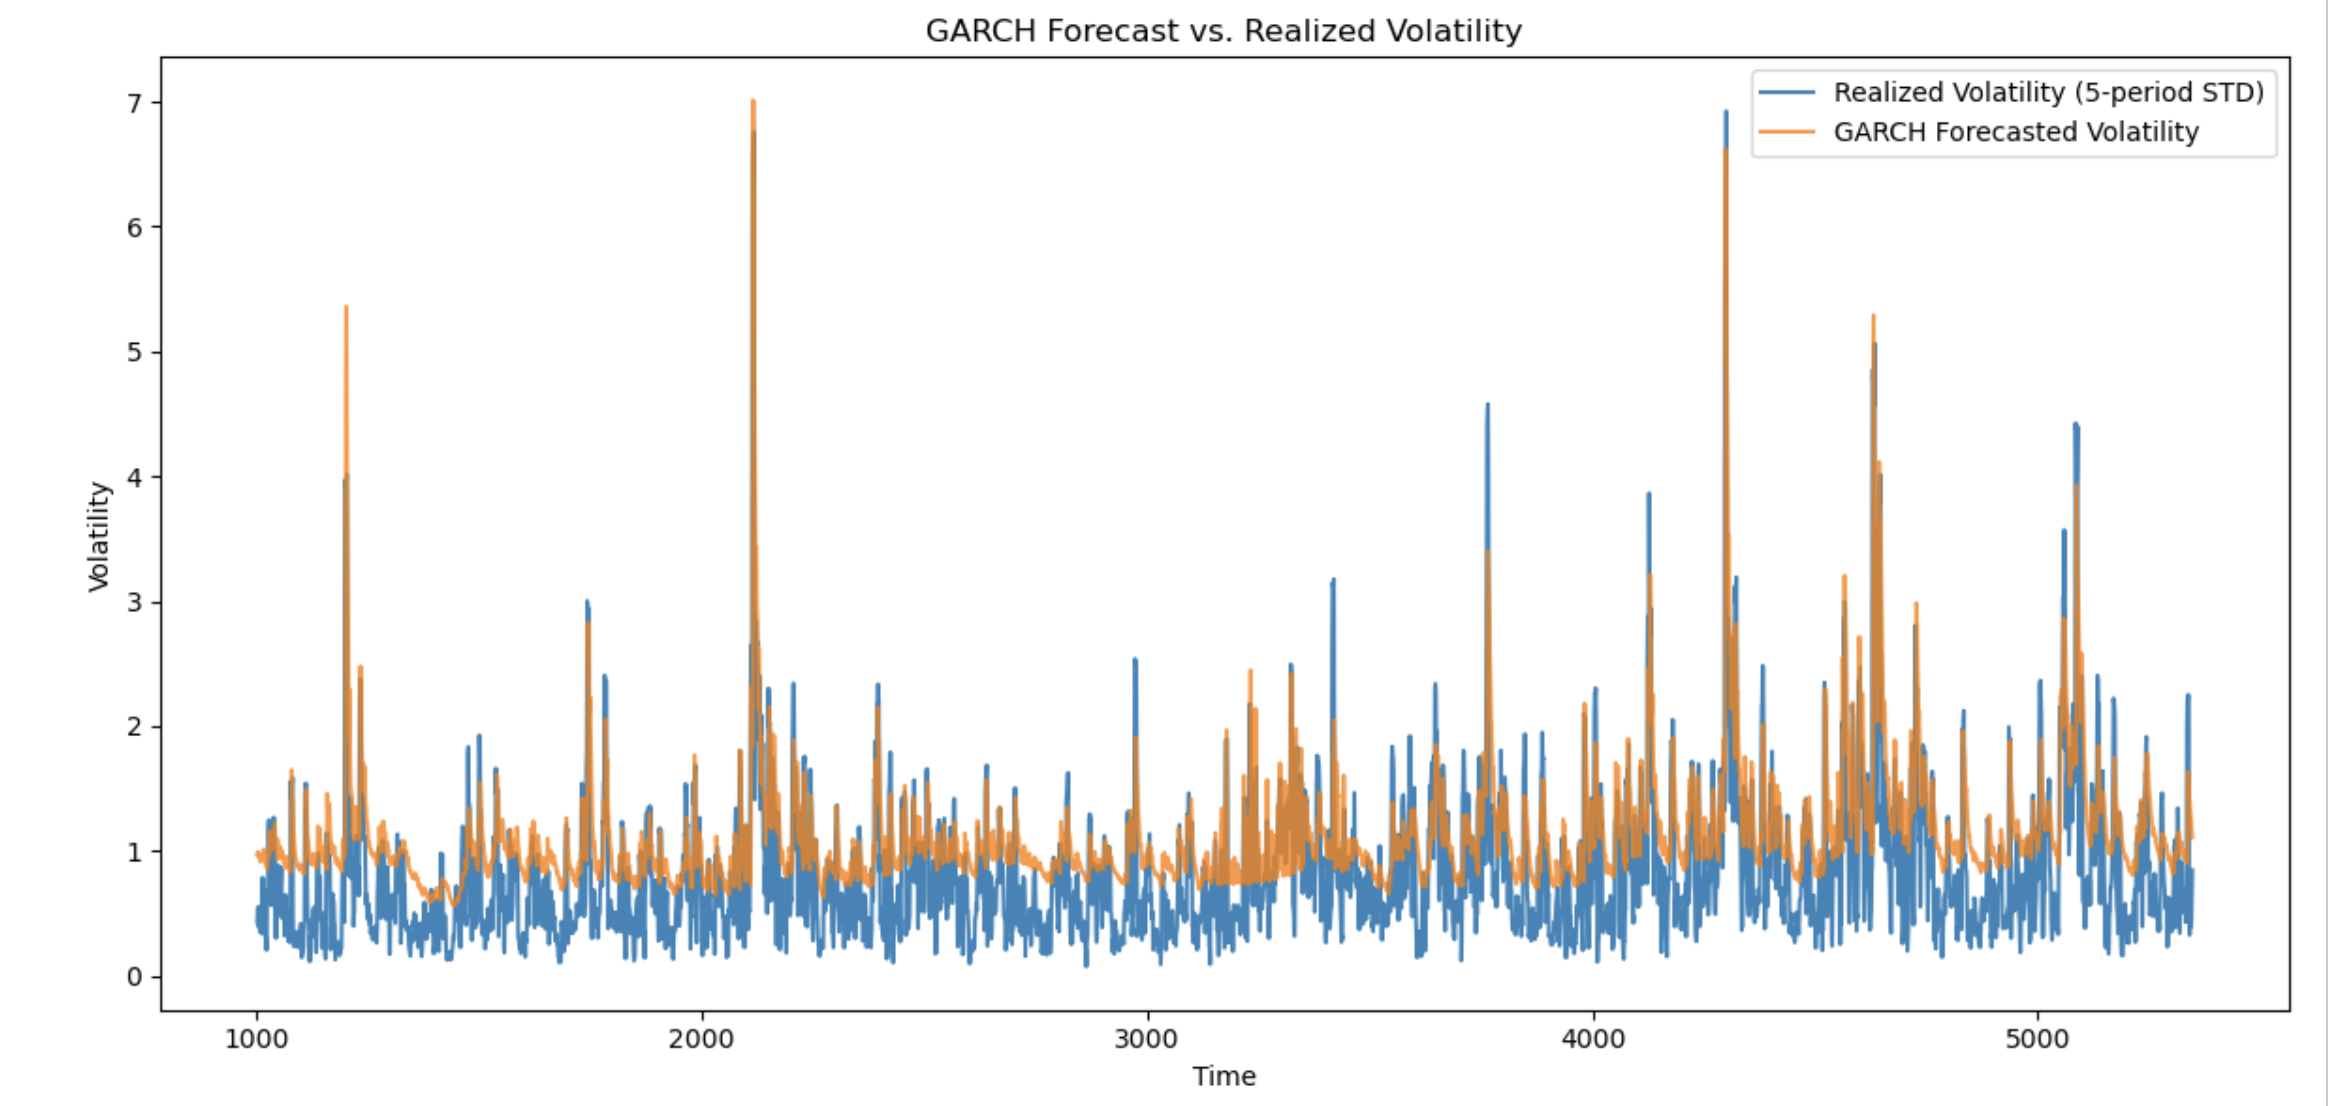 GARCH Forecast vs. Realized Volatility
Realized Volatility (5-period STD)
GARCH Forecasted Volatility
Volatility
7
6
5
4
3
2
1
0
1000 2000 3000 4000 5000
Time